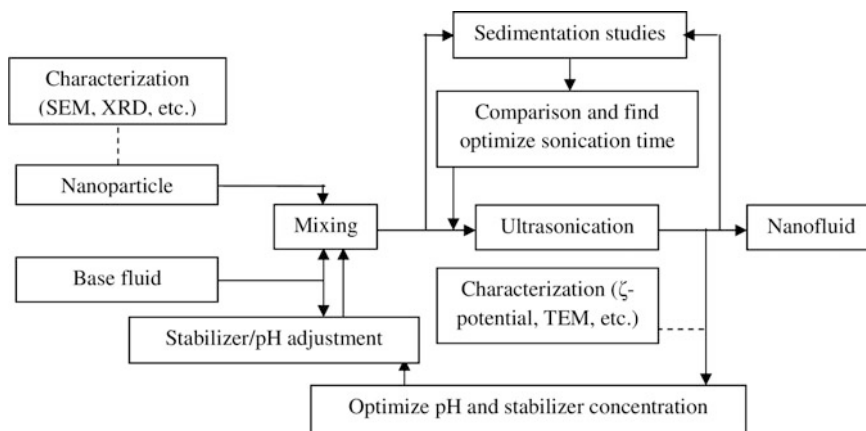 Sedimentation studies
Characterization
(SEM, XRD, etc.)
Comparison and find
optimize sonication time
Nanoparticle
Mixing
Ultrasonication
Nanofluid
Base fluid
Characterization (ζ-
potential, TEM, etc.)
Stabilizer/pH adjustment
Optimize pH and stabilizer concentration